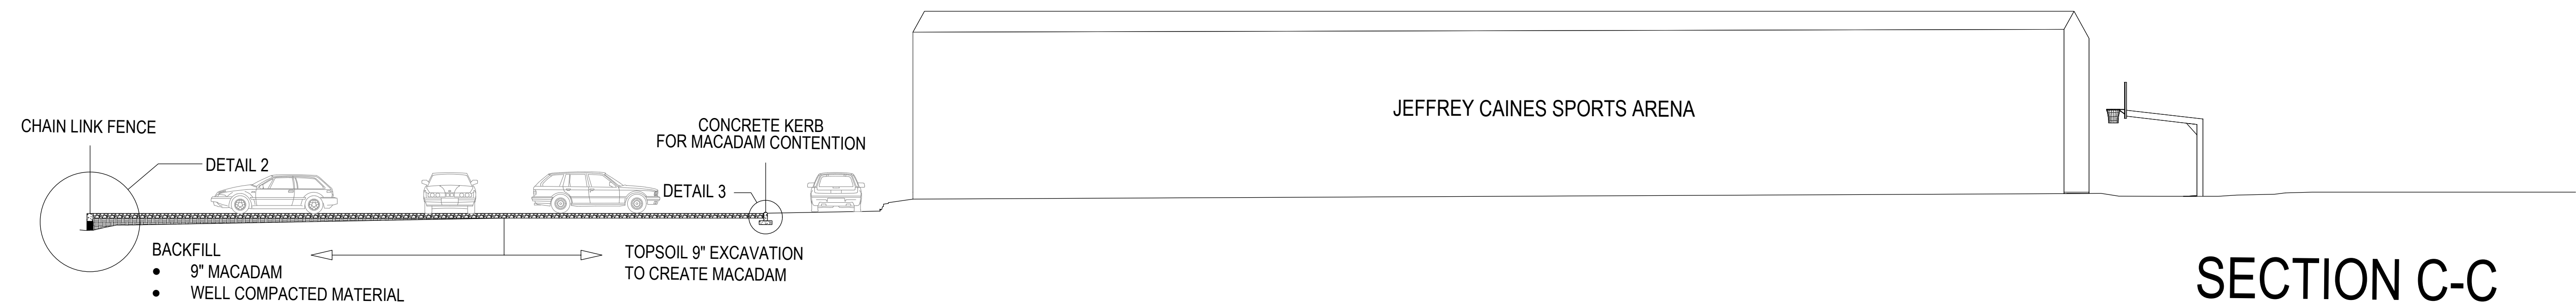 CHAIN LINK FENCE
DETAIL 2
CONCRETE KERB
FOR MACADAM CONTENTION
DETAIL 3
BACKFILL
• 9" MACADAM
• WELL COMPACTED MATERIAL
TOPSOIL 9" EXCAVATION
TO CREATE MACADAM
JEFFREY CAINES SPORTS ARENA
SECTION C-C